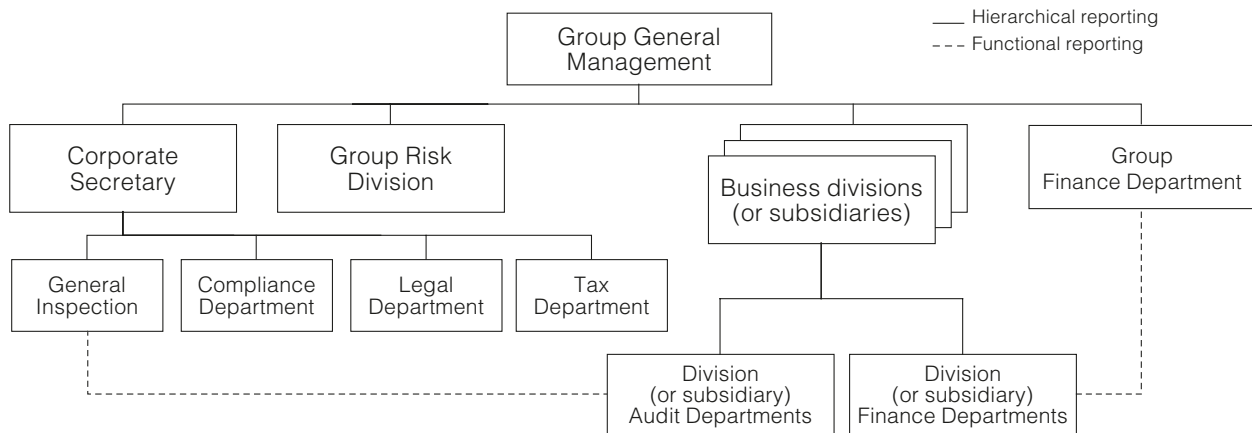 Group General
Management
Hierarchical reporting
Functional reporting
Corporate
Secretary
Group Risk
Division
Business divisions
(or subsidiaries)
Group
Finance Department
General
Inspection
Compliance
Department
Legal
Department
Tax
Department
Division
(or subsidiary)
Audit Departments
Division
(or subsidiary)
Finance Departments